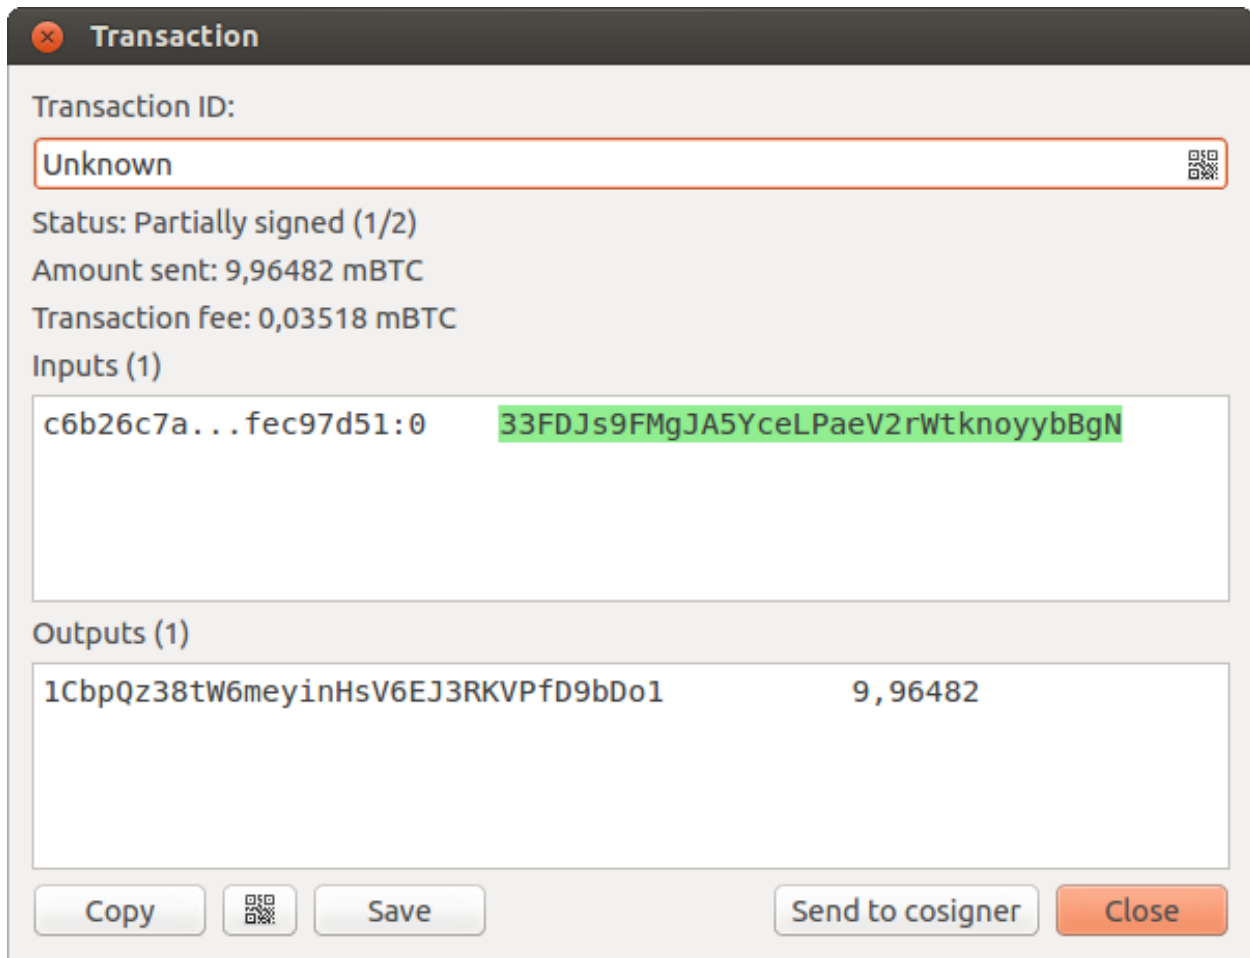 Transaction
Transaction ID:
Unknown
Status: Partially signed (1/2)
Amount sent: 9,96482 mBTC
Transaction fee: 0,03518 mBTC
Inputs (1)
c6b26c7a...fec97d51:0 33FDJs9FMgJA5YceLPaeV2rWtknoyybBgN
Outputs (1)
1CbpQz38tW6meyinHsV6EJ3RKVPfD9bDo1 9,96482
Copy Save Send to cosigner Close